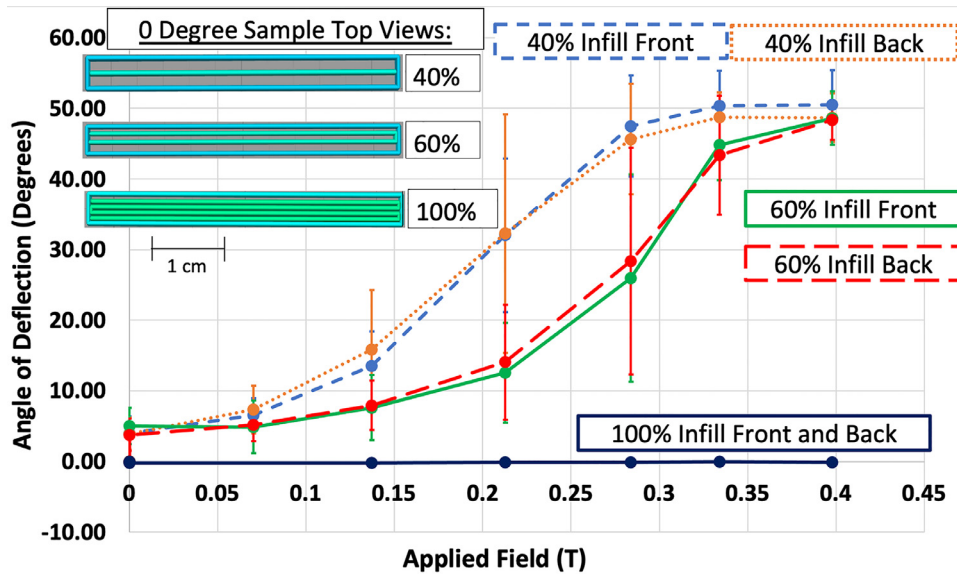 0 Degree Sample Top Views:
40%
60%
100%
1 cm
40% Infill Front
40% Infill Back
60% Infill Front
60% Infill Back
100% Infill Front and Back
60.00
50.00
40.00
30.00
20.00
10.00
0.00
-10.00
Angle of Deflection (Degrees)
0
0.05
0.1
0.15
0.2
0.25
0.3
0.35
0.4
0.45
Applied Field (T)